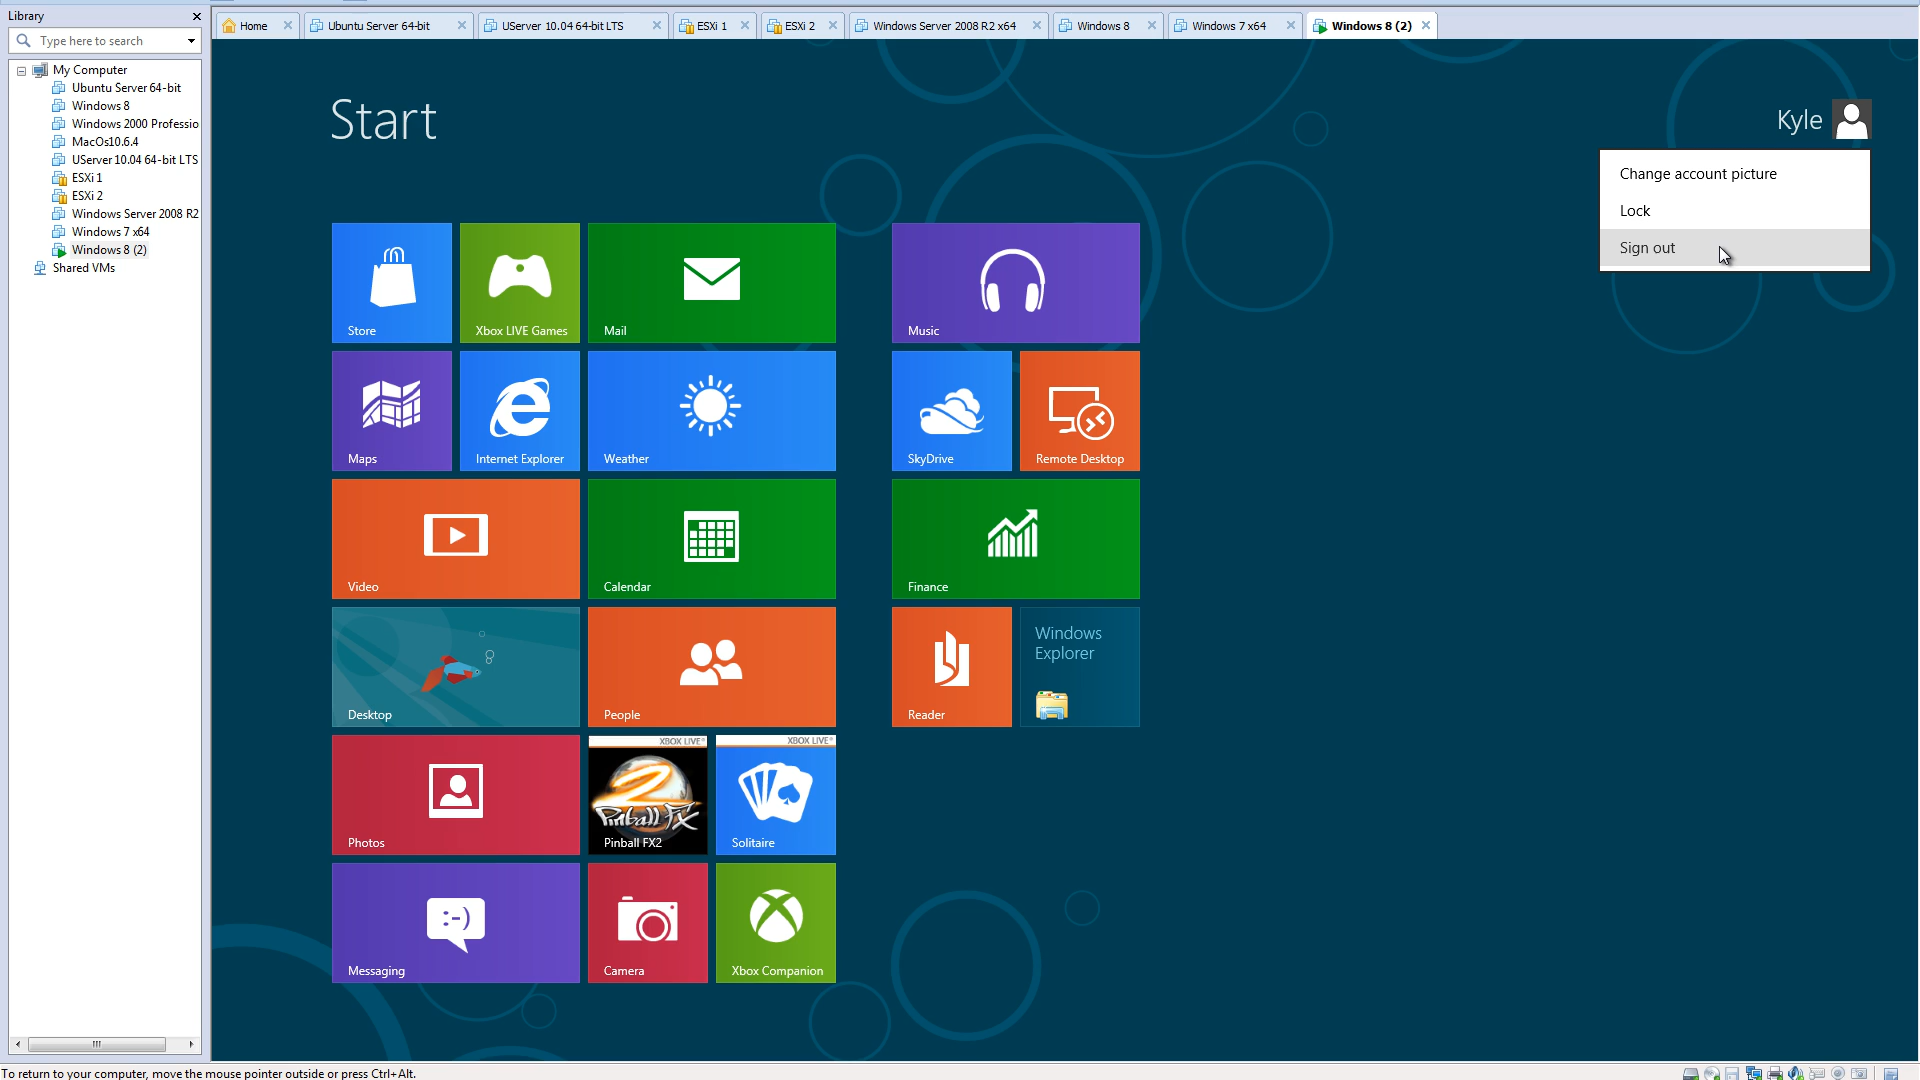 Library
Type here to search
My Computer
Ubuntu Server 64-bit
Windows 8
Windows 2000 Professio
MacOs10.6.4
UServer 10.04 64-bit LTS
ESXi 1
ESXi 2
Windows Server 2008 R2
Windows 7 x64
Windows 8 (2)
Shared VMs
Home
Ubuntu Server 64-bit
UServer 10.04 64-bit LTS
ESXi 1
ESXi 2
Windows Server 2008 R2 x64
Windows 8
Windows 7 x64
Windows 8 (2)
Start
Kyle
Change account picture
Lock
Sign out
Store
Xbox LIVE Games
Mail
Music
Maps
Internet Explorer
Weather
SkyDrive
Remote Desktop
Video
Calendar
Finance
Desktop
People
Reader
Windows
Explorer
Photos
XBOX LIVE
2
Pinball FX
Pinball FX2
XBOX LIVE
Solitaire
:-)
Messaging
Camera
Xbox Companion
To return to your computer, move the mouse pointer outside or press Ctrl+Alt.